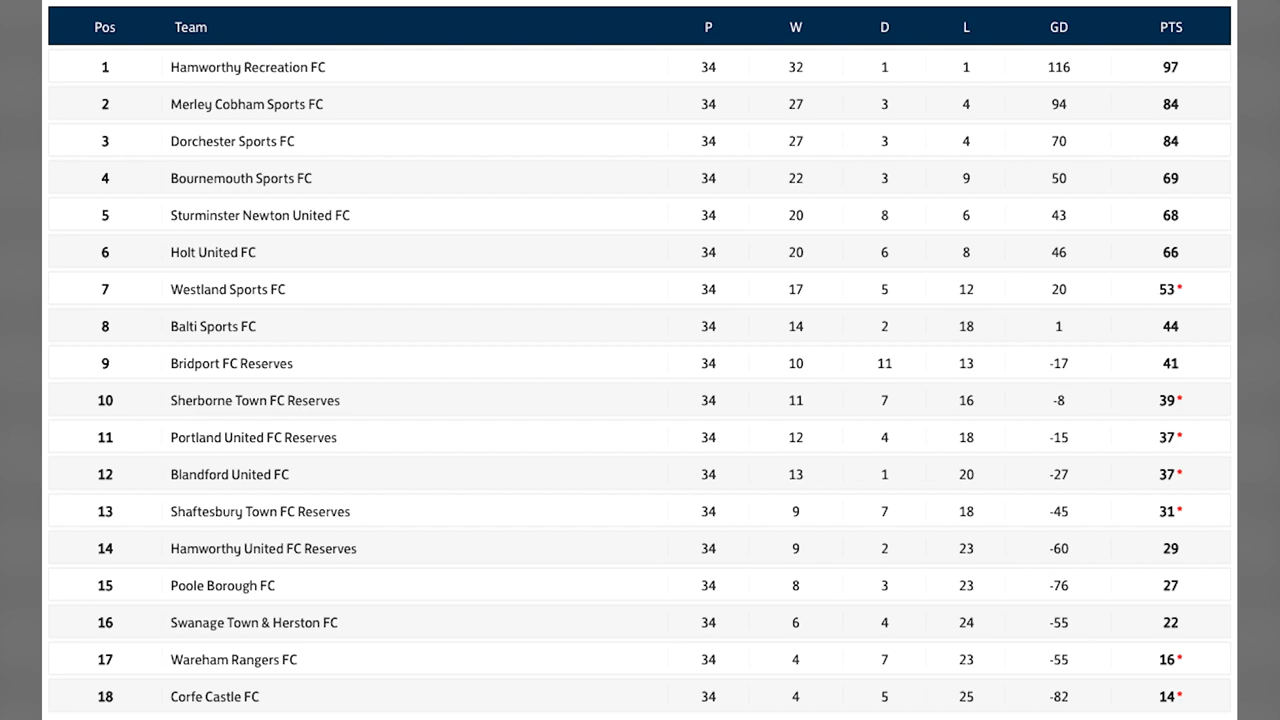 Pos Team P W D L GD PTS
1 Hamworthy Recreation FC 34 32 1 1 116 97
2 Merley Cobham Sports FC 34 27 3 4 94 84
3 Dorchester Sports FC 34 27 3 4 70 84
4 Bournemouth Sports FC 34 22 3 9 50 69
5 Sturminster Newton United FC 34 20 8 6 43 68
6 Holt United FC 34 20 6 8 46 66
7 Westland Sports FC 34 17 5 12 20 53*
8 Balti Sports FC 34 14 2 18 1 44
9 Bridport FC Reserves 34 10 11 13 -17 41
10 Sherborne Town FC Reserves 34 11 7 16 -8 39*
11 Portland United FC Reserves 34 12 4 18 -15 37*
12 Blandford United FC 34 13 1 20 -27 37*
13 Shaftesbury Town FC Reserves 34 9 7 18 -45 31*
14 Hamworthy United FC Reserves 34 9 2 23 -60 29
15 Poole Borough FC 34 8 3 23 -76 27
16 Swanage Town & Herston FC 34 6 4 24 -55 22
17 Wareham Rangers FC 34 4 7 23 -55 16*
18 Corfe Castle FC 34 4 5 25 -82 14*